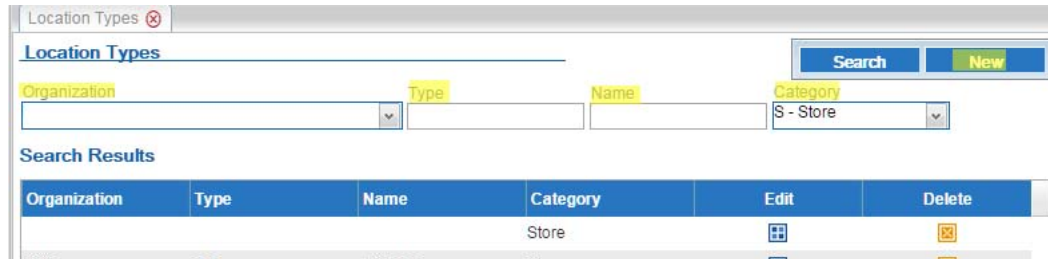 Location Types
Location Types
Search New
Organization Type Name Category
S - Store
Search Results
Organization Type Name Category Edit Delete
Store